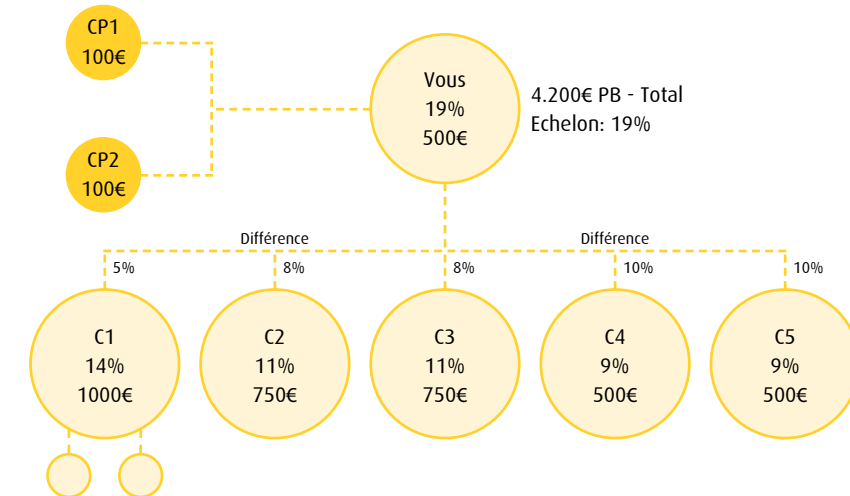 CP1
100€
Vous
19%
500€
4.200€ PB - Total
Echelon: 19%
CP2
100€
Différence
Différence
5%
8%
8%
10%
10%
C1
14%
1000€
C2
11%
750€
C3
11%
750€
C4
9%
500€
C5
9%
500€